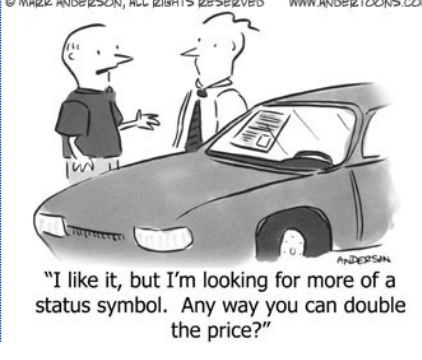 © MARK ANDERSON, ALL RIGHTS RESERVED WWW.ANDERTOONS.COM
ANDERSON
"I like it, but I'm looking for more of a
status symbol. Any way you can double
the price?"